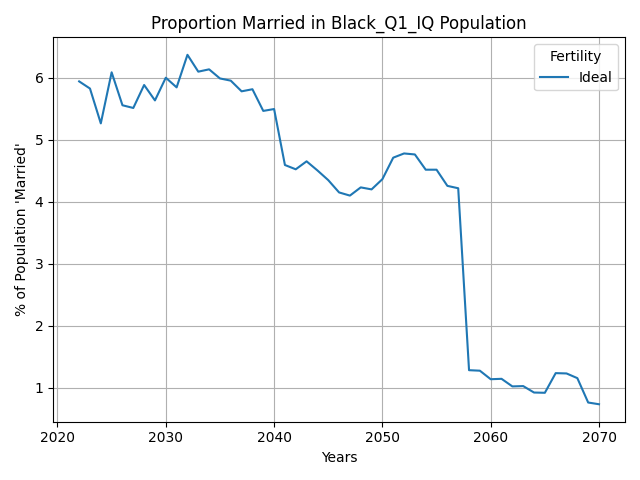 Proportion Married in Black_Q1_IQ Population
Fertility
Ideal
% of Population 'Married'
6
5
4
3
2
1
2020 2030 2040 2050 2060 2070
Years